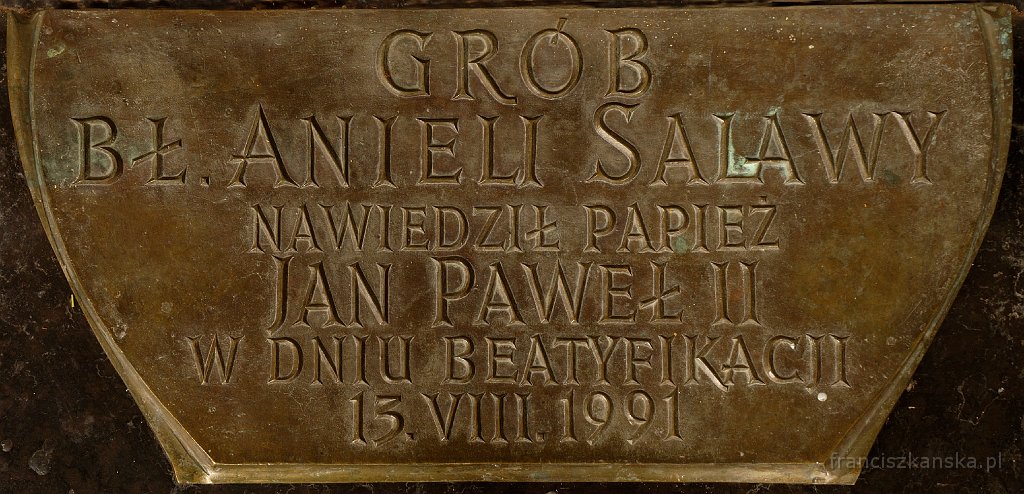 GRÓB
BŁ. ANIELI SALAWY
NAWIEDZIŁ PAPIEŻ
JAN PAWEŁ II
W DNIU BEATYFIKACJI
13.VIII.1991
franciszkanska.pl